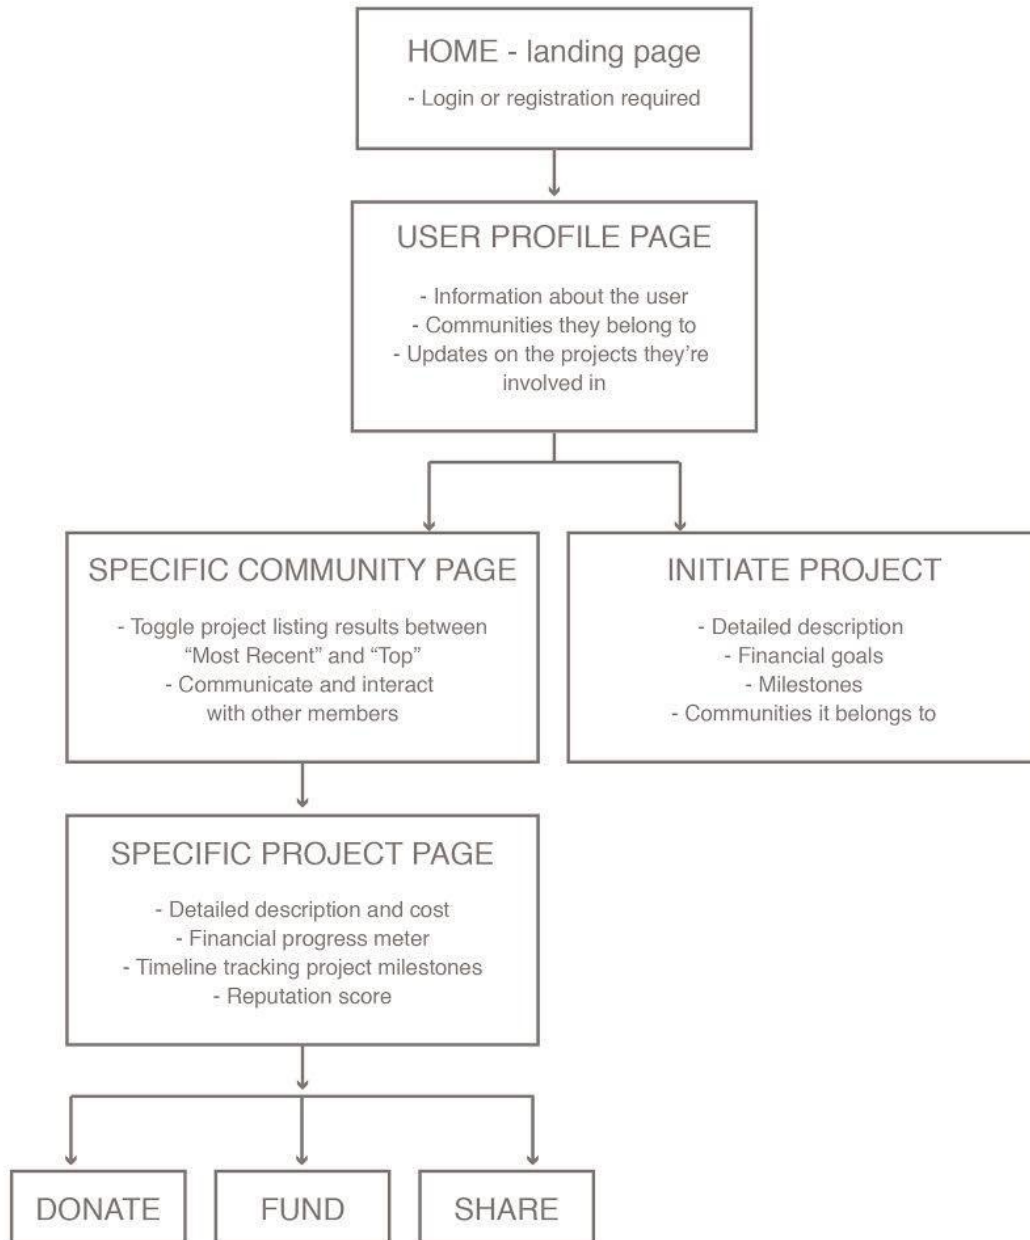 HOME - landing page
- Login or registration required
USER PROFILE PAGE
- Information about the user
- Communities they belong to
- Updates on the projects they’re
involved in
SPECIFIC COMMUNITY PAGE
- Toggle project listing results between
“Most Recent” and “Top”
- Communicate and interact
with other members
INITIATE PROJECT
- Detailed description
- Financial goals
- Milestones
- Communities it belongs to
SPECIFIC PROJECT PAGE
- Detailed description and cost
- Financial progress meter
- Timeline tracking project milestones
- Reputation score
DONATE
FUND
SHARE